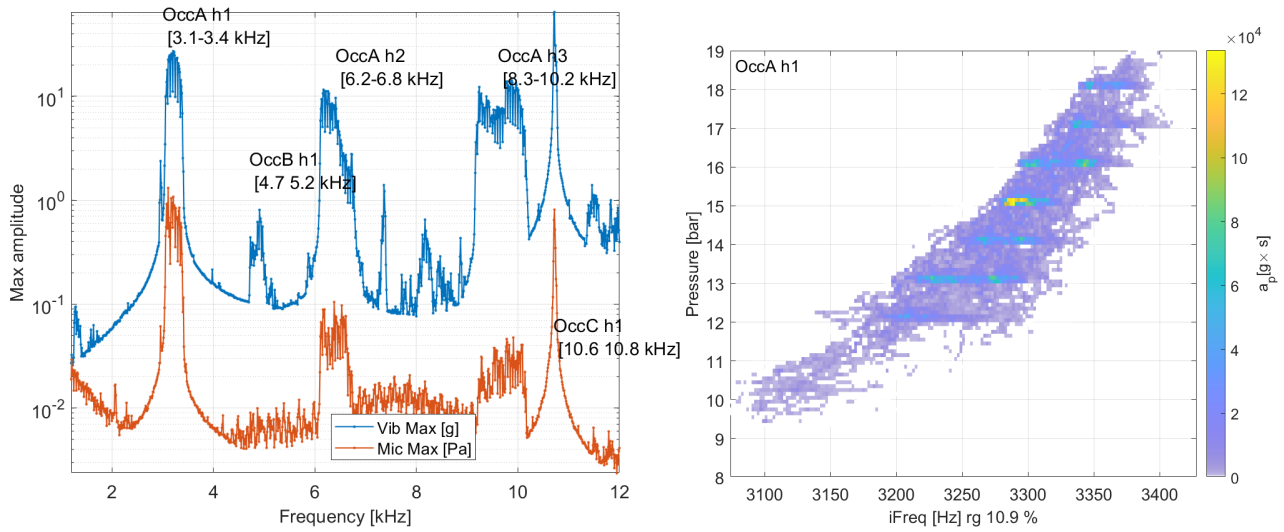 OccA h1
[3.1-3.4 kHz]
OccA h2
[6.2-6.8 kHz]
OccA h3
[8.3-10.2 kHz]
OccB h1
[4.7 5.2 kHz]
OccC h1
[10.6 10.8 kHz]
10^1
10^0
10^-1
10^-2
Max amplitude
Vib Max [g]
Mic Max [Pa]
2 4 6 8 10 12
Frequency [kHz]
OccA h1
19
18
17
16
15
14
13
12
11
10
9
8
Pressure [bar]
3100 3150 3200 3250 3300 3350 3400
iFreq [Hz] rg 10.9 %
×10^4
12
10
8
6
4
2
0
a_p[g× s]